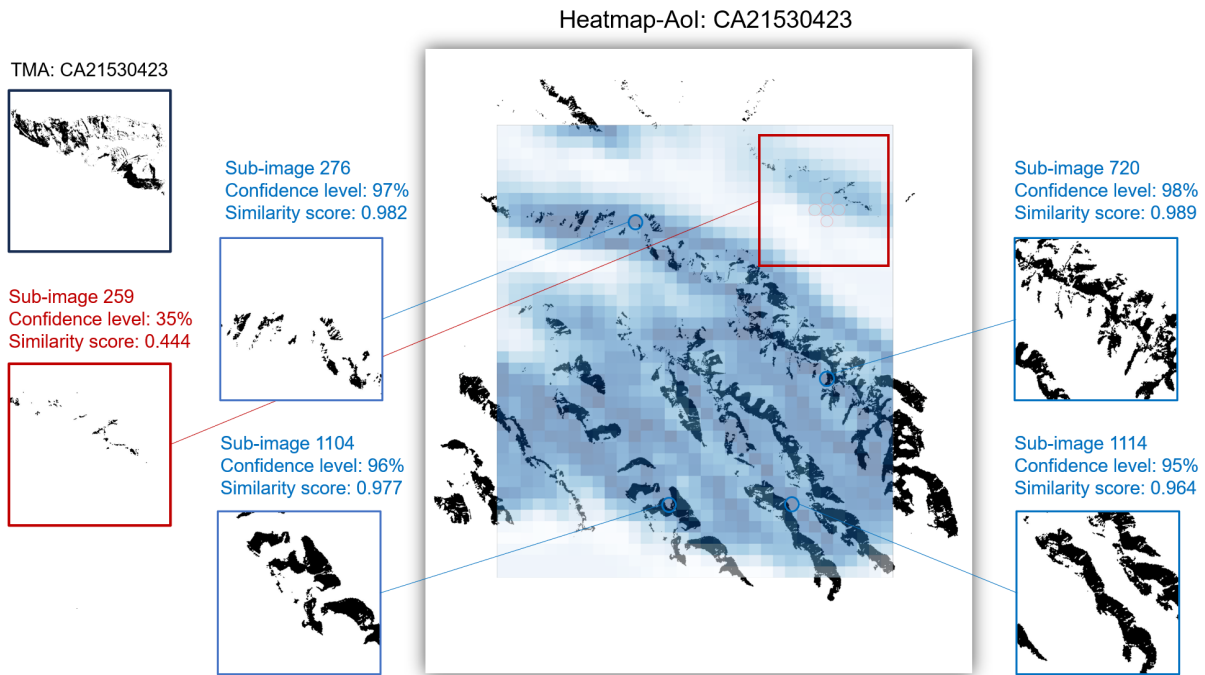 Heatmap-AoI: CA21530423
TMA: CA21530423
Sub-image 276
Confidence level: 97%
Similarity score: 0.982
Sub-image 720
Confidence level: 98%
Similarity score: 0.989
Sub-image 259
Confidence level: 35%
Similarity score: 0.444
Sub-image 1104
Confidence level: 96%
Similarity score: 0.977
Sub-image 1114
Confidence level: 95%
Similarity score: 0.964